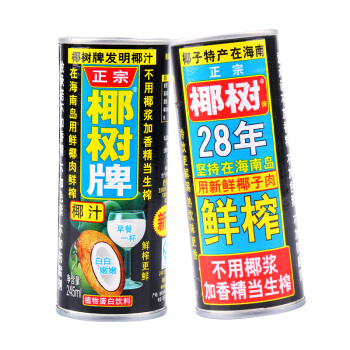 椰树牌发明椰汁
正宗
在海南岛用鲜椰肉鲜榨
椰树牌
不用椰浆加香精当生榨
椰汁
早餐
一杯
白白
嫩嫩
鲜榨更鲜
净含量
245ml
植物蛋白饮料
椰子特产在海南
正宗
椰树
牌
28年
坚持在海南岛
用新鲜椰子肉
鲜榨
不用椰浆
加香精当生榨